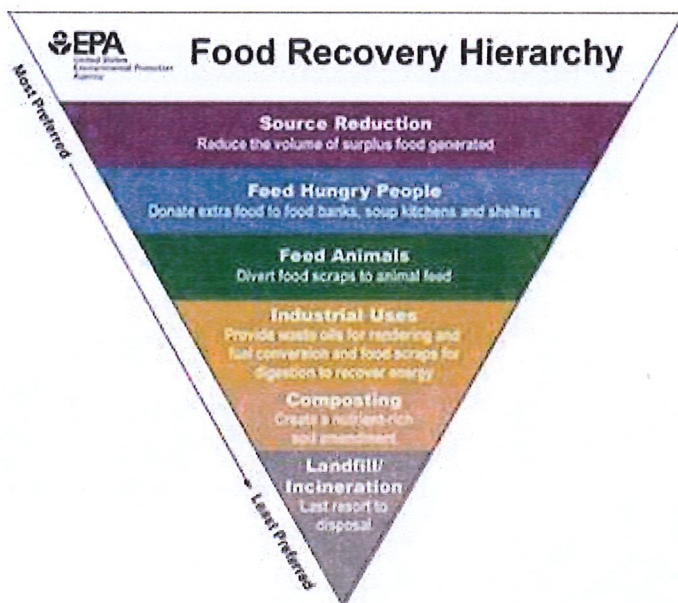 EPA
United States
Environmental Protection
Agency
Food Recovery Hierarchy
Most Preferred
Source Reduction
Reduce the volume of surplus food generated
Feed Hungry People
Donate extra food to food banks, soup kitchens and shelters
Feed Animals
Divert food scraps to animal feed
Industrial Uses
Provide waste oils for rendering and
fuel conversion and food scraps for
digestion to recover energy
Composting
Create a nutrient-rich
soil amendment
Landfill/
Incineration
Last resort to
disposal
Least Preferred